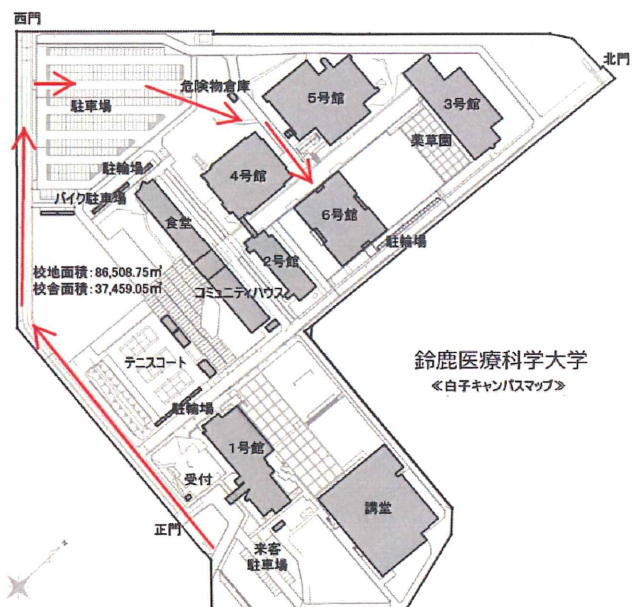 西門
北門
危険物倉庫
5号館
3号館
駐車場
薬草園
駐輪場
4号館
バイク駐車場
食堂
6号館
2号館
駐輪場
校地面積:86,508.75㎡
校舎面積:37,459.05㎡
コミュニティハウス
テニスコート
鈴鹿医療科学大学
≪白子キャンパスマップ≫
駐輪場
1号館
受付
講堂
正門
来客
駐車場